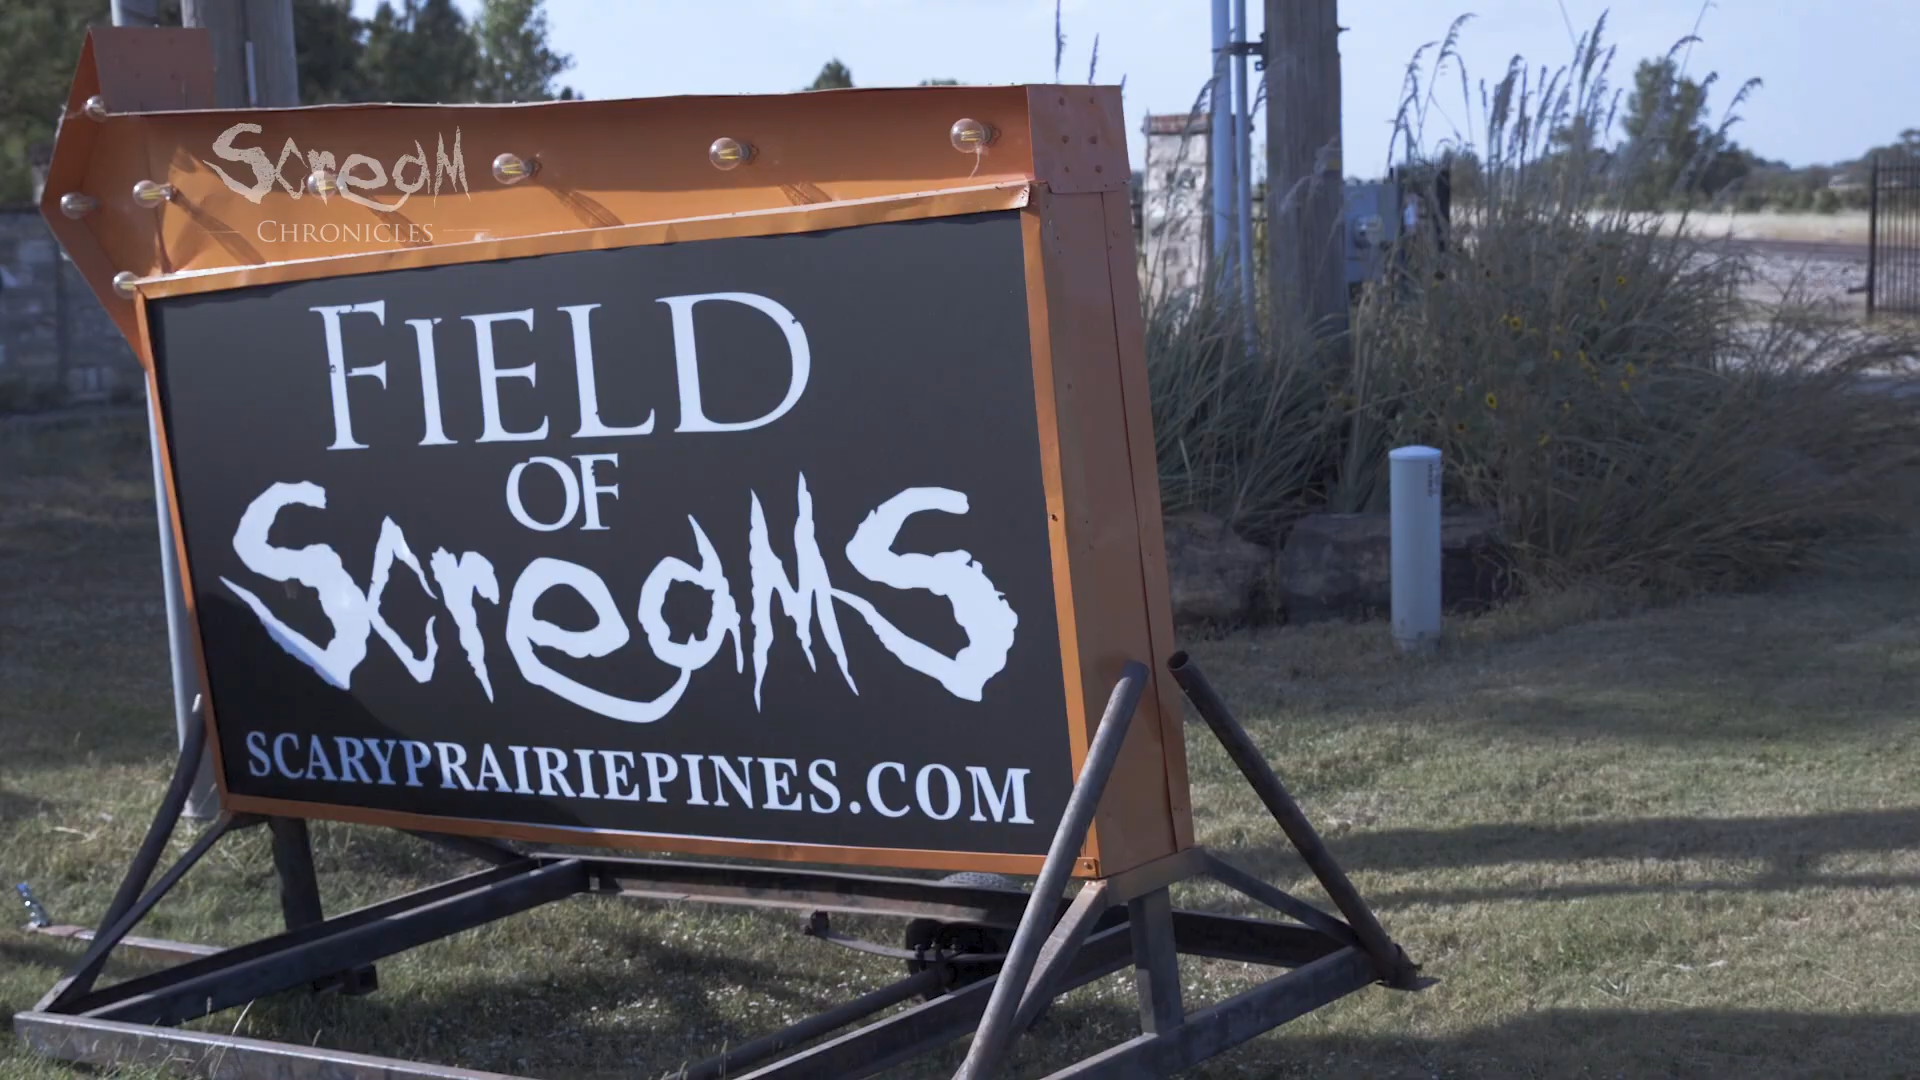 Scream
Chronicles
Field
of
Screams
scaryprairiepines.com